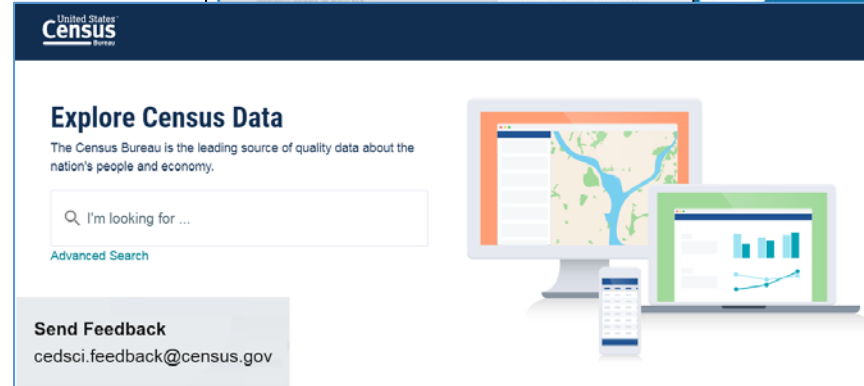 United States®
Census
Bureau
Explore Census Data
The Census Bureau is the leading source of quality data about the
nation's people and economy.
I'm looking for ...
Advanced Search
Send Feedback
cedsci.feedback@census.gov